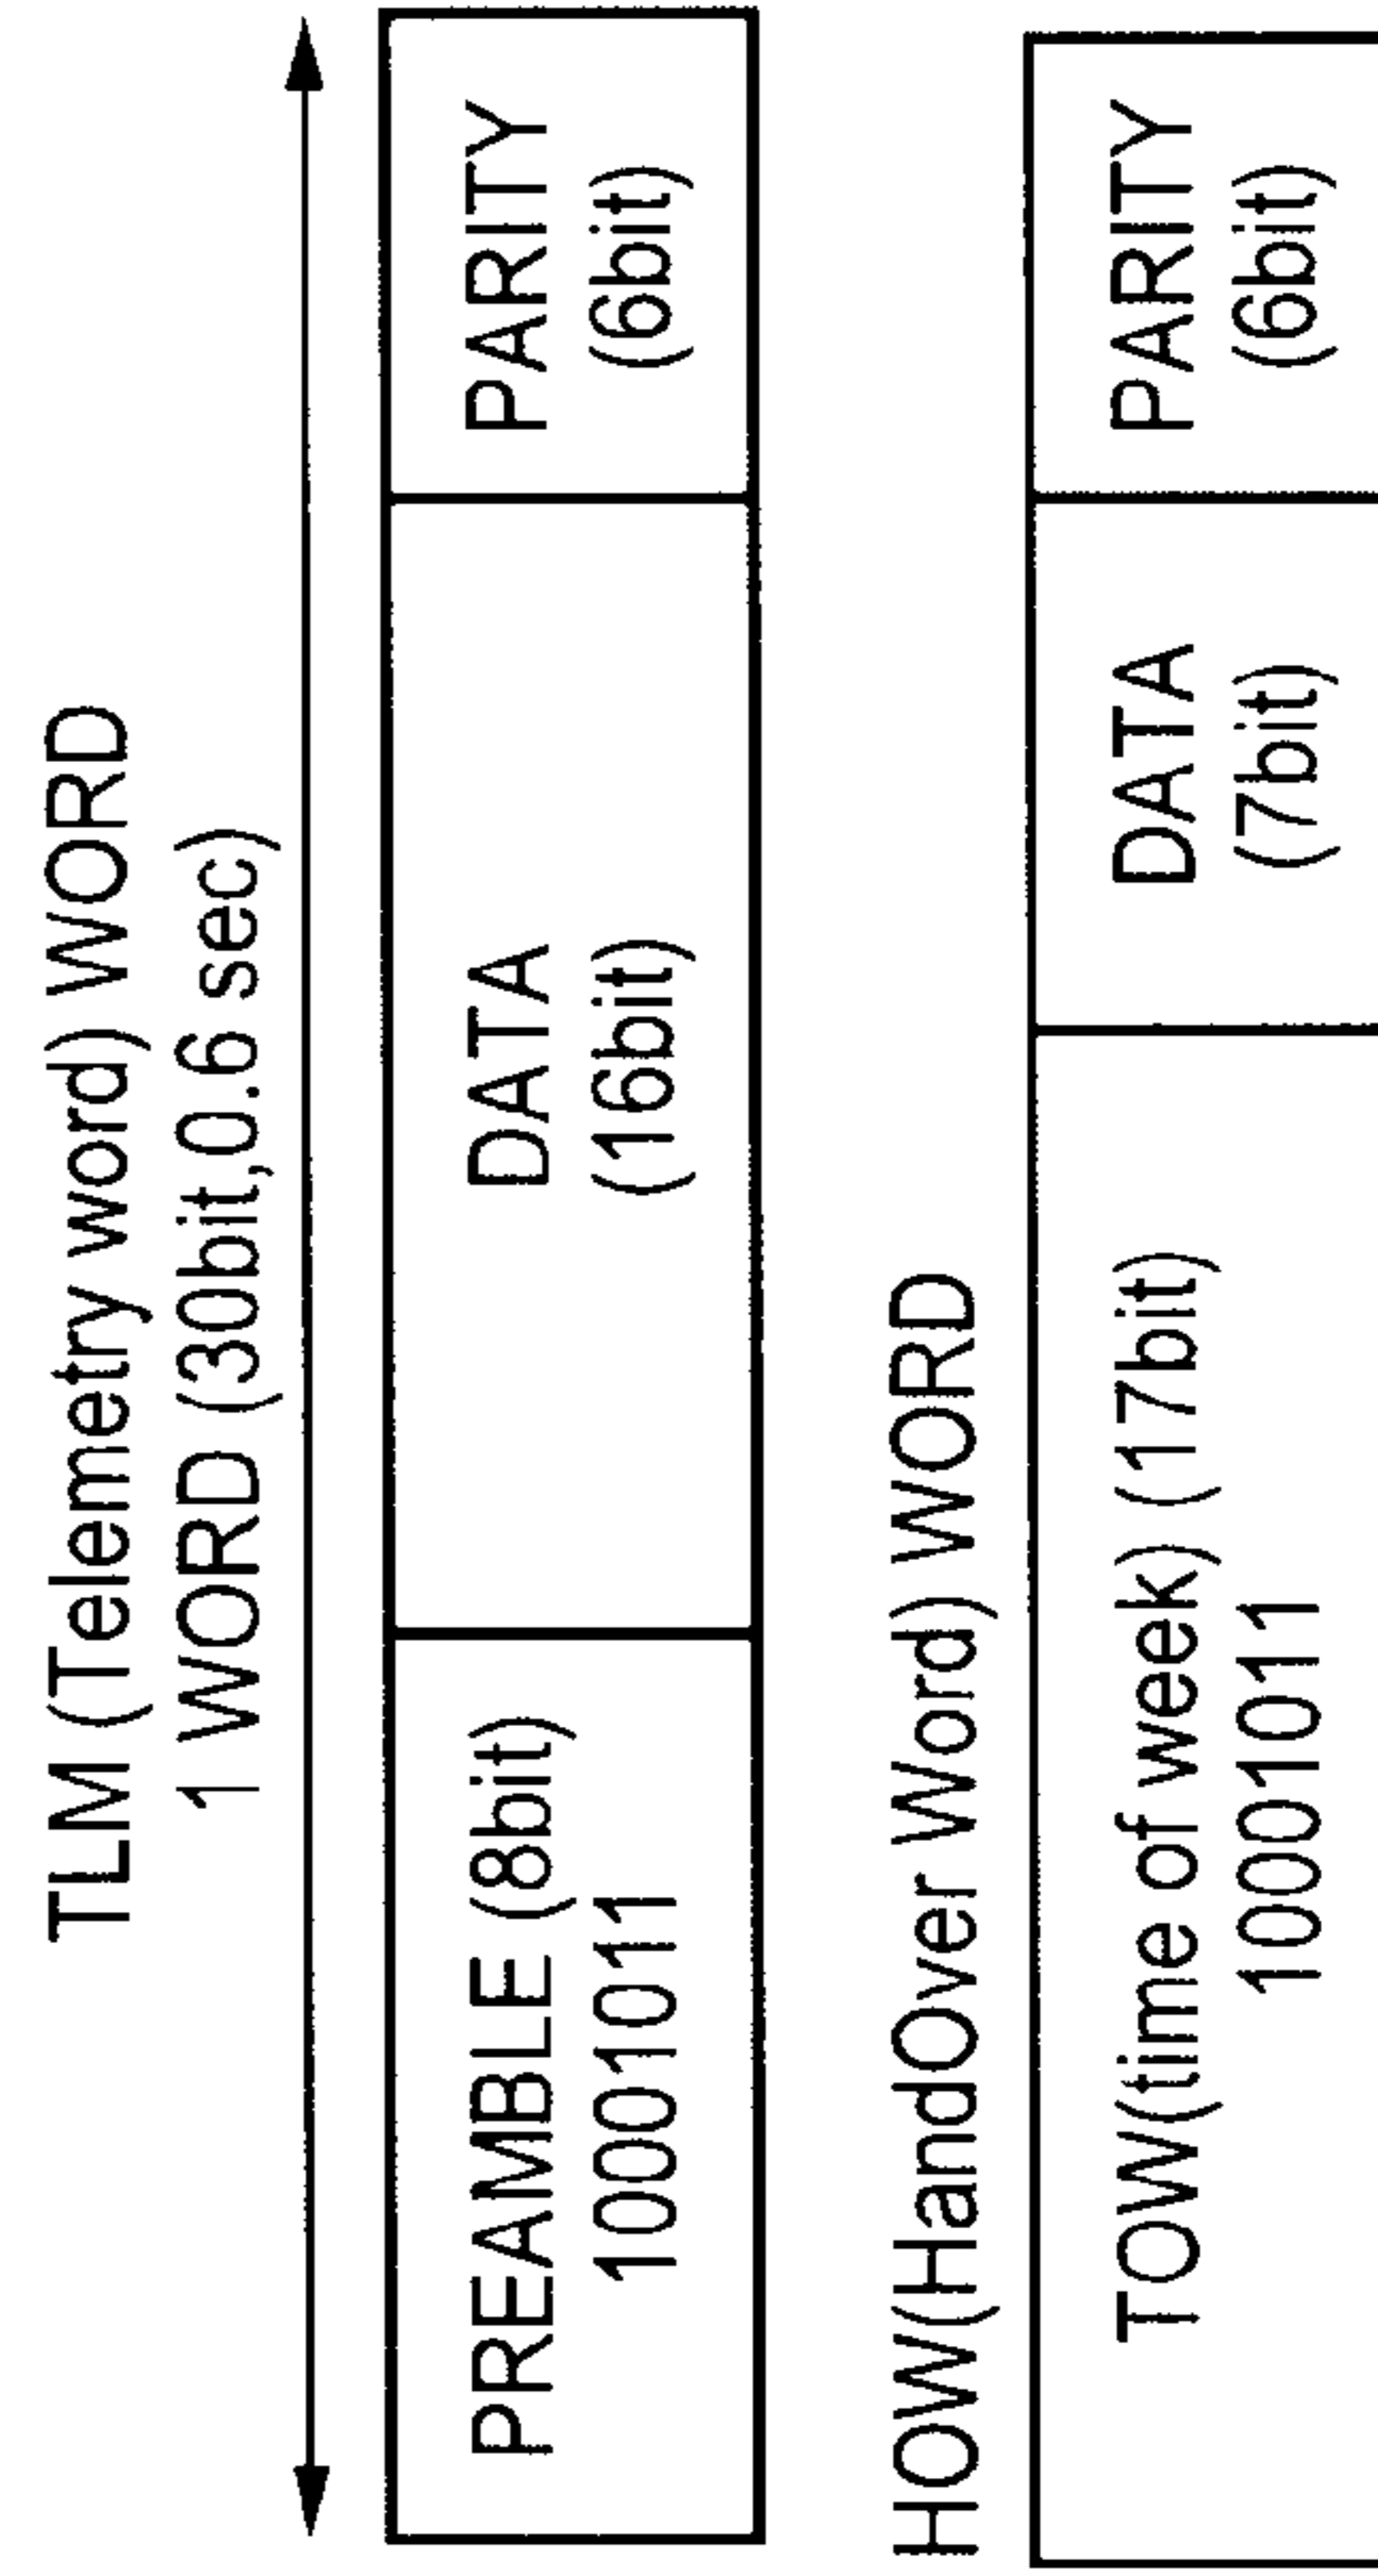 TLM (Telemetry word) WORD
1 WORD (30bit,0.6 sec)
PREAMBLE (8bit)
10001011
DATA
(16bit)
PARITY
(6bit)
HOW(HandOver Word) WORD
TOW(time of week) (17bit)
10001011
DATA
(7bit)
PARITY
(6bit)